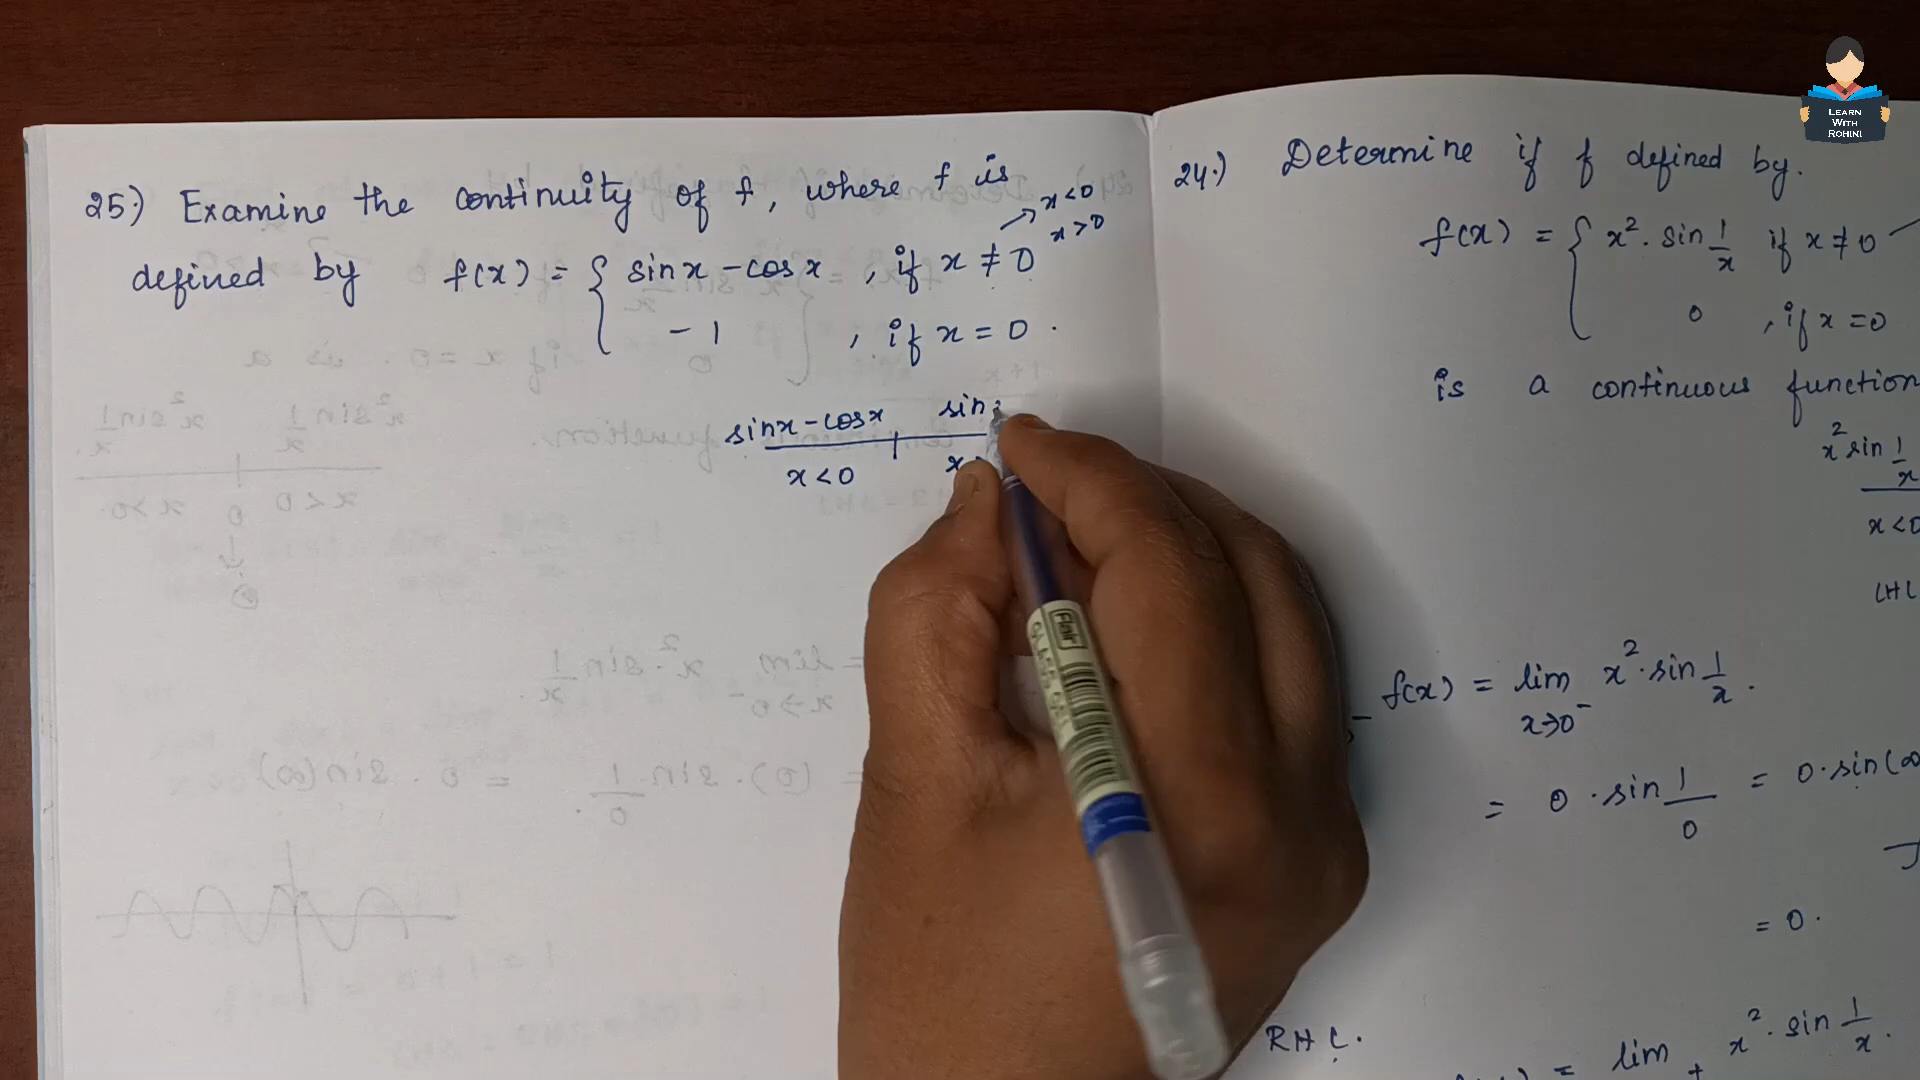 25.) Examine the continuity of f, where f is
defined by f(x) = { sin x - cos x , if x ≠ 0 → x < 0
x > 0
- 1 , if x = 0 .
sin x - cos x sin
x < 0 x
24.) Determine if f defined by.
f(x) = { x² . sin 1/x if x ≠ 0
0 , if x = 0
is a continuous function
x² sin 1/x
x < 0
LHL
f(x) = lim x→0⁻ x² . sin 1/x .
= 0 . sin 1/0 = 0 . sin (∞
= 0 .
RHL.
= lim + x² . sin 1/x .
Flair
LEARN
WITH
ROHINI